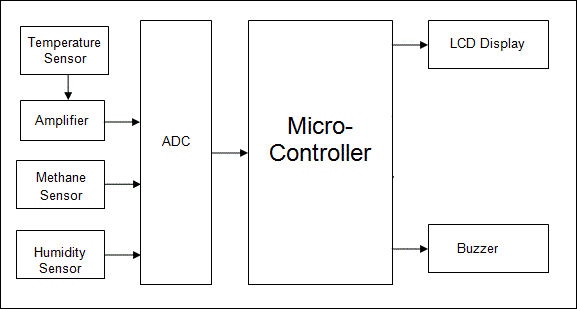 Temperature
Sensor
Amplifier
Methane
Sensor
Humidity
Sensor
ADC
Micro-
Controller
LCD Display
Buzzer